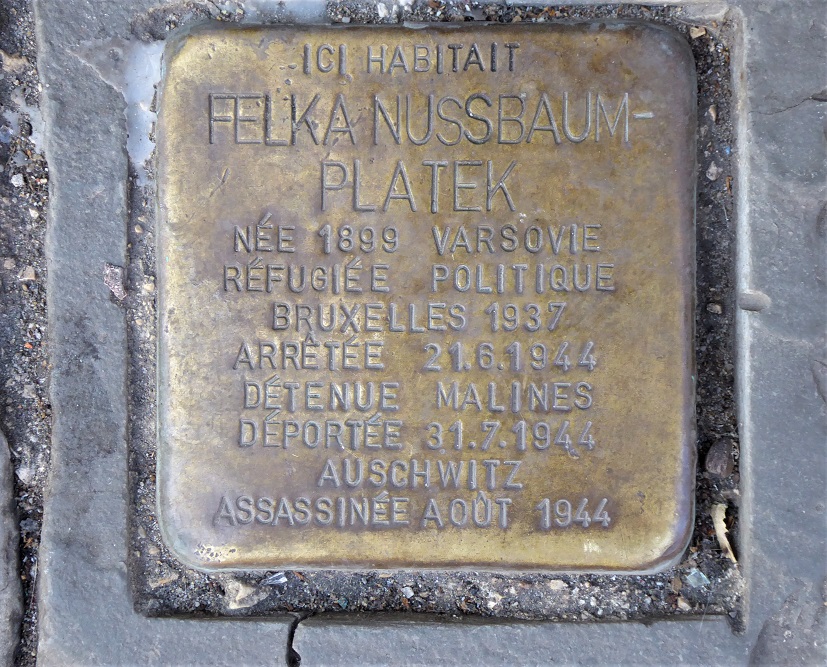 ICI HABITAIT
FELKA NUSSBAUM-
PLATEK
NÉE 1899 VARSOVIE
RÉFUGIÉE POLITIQUE
BRUXELLES 1937
ARRÊTÉE 21.6.1944
DÉTENUE MALINES
DÉPORTÉE 31.7.1944
AUSCHWITZ
ASSASSINÉE AOÛT 1944